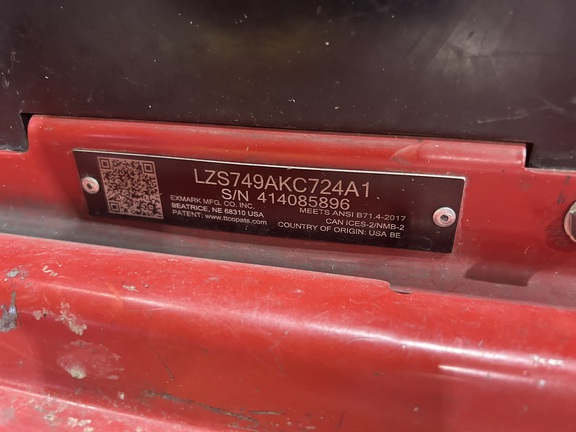 LZS749AKC724A1
S/N 414085896
EXMARK MFG. CO. INC.
BEATRICE, NE 68310 USA
PATENT: www.ttcopats.com
MEETS ANSI B71.4-2017
CAN ICES-2/NMB-2
COUNTRY OF ORIGIN: USA BE